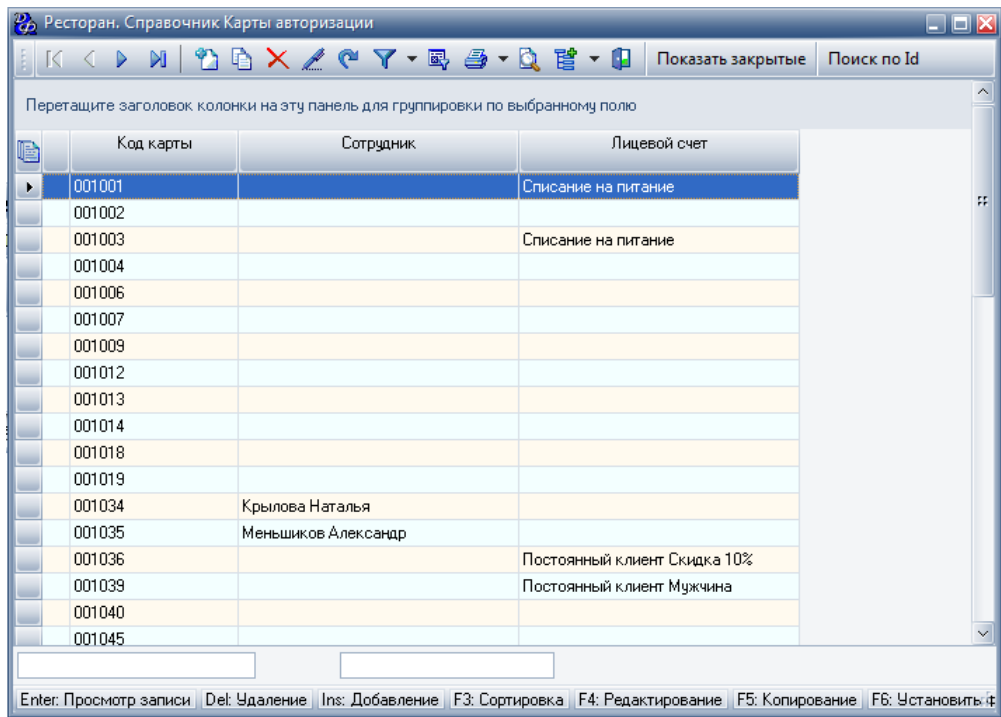 Ресторан. Справочник Карты авторизации
Показать закрытые Поиск по Id
Перетащите заголовок колонки на эту панель для группировки по выбранному полю
Код карты Сотрудник Лицевой счет
001001 Списание на питание
001002
001003 Списание на питание
001004
001006
001007
001009
001012
001013
001014
001018
001019
001034 Крылова Наталья
001035 Меньшиков Александр
001036 Постоянный клиент Скидка 10%
001039 Постоянный клиент Мужчина
001040
001045
Enter: Просмотр записи Del: Удаление Ins: Добавление F3: Сортировка F4: Редактирование F5: Копирование F6: Установить ф